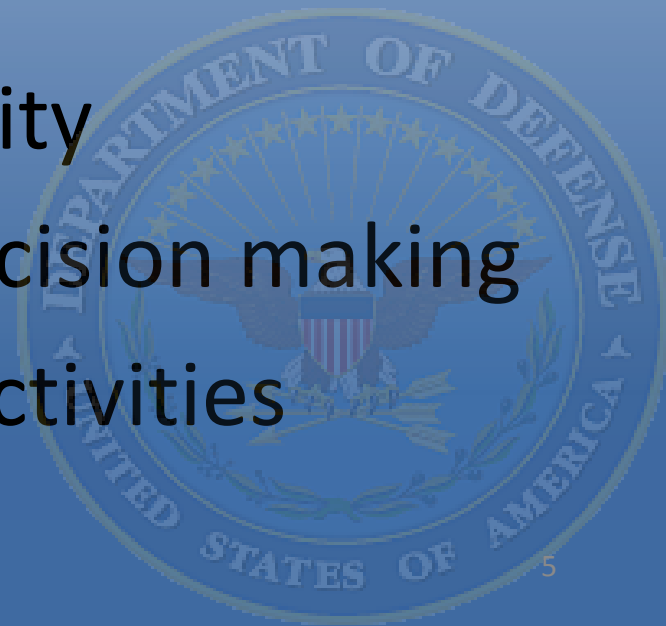 DEPARTMENT OF DEFENSE
ity
cision making
ctivities
UNITED STATES OF AMERICA
5